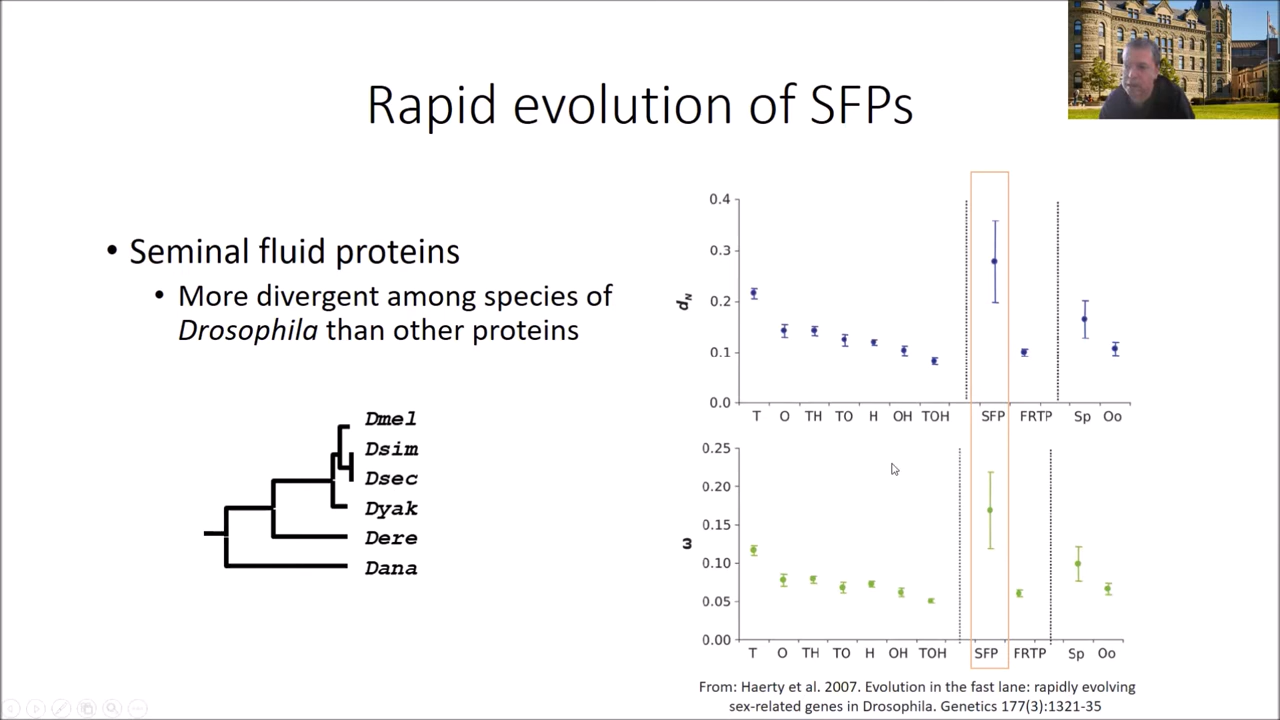 Rapid evolution of SFPs
• Seminal fluid proteins
• More divergent among species of
Drosophila than other proteins
Dmel
Dsim
Dsec
Dyak
Dere
Dana
0.4
0.3
0.2
0.1
0.0
dN
T O TH TO H OH TOH SFP FRTP Sp Oo
0.25
0.20
0.15
0.10
0.05
0.00
ω
T O TH TO H OH TOH SFP FRTP Sp Oo
From: Haerty et al. 2007. Evolution in the fast lane: rapidly evolving
sex-related genes in Drosophila. Genetics 177(3):1321-35